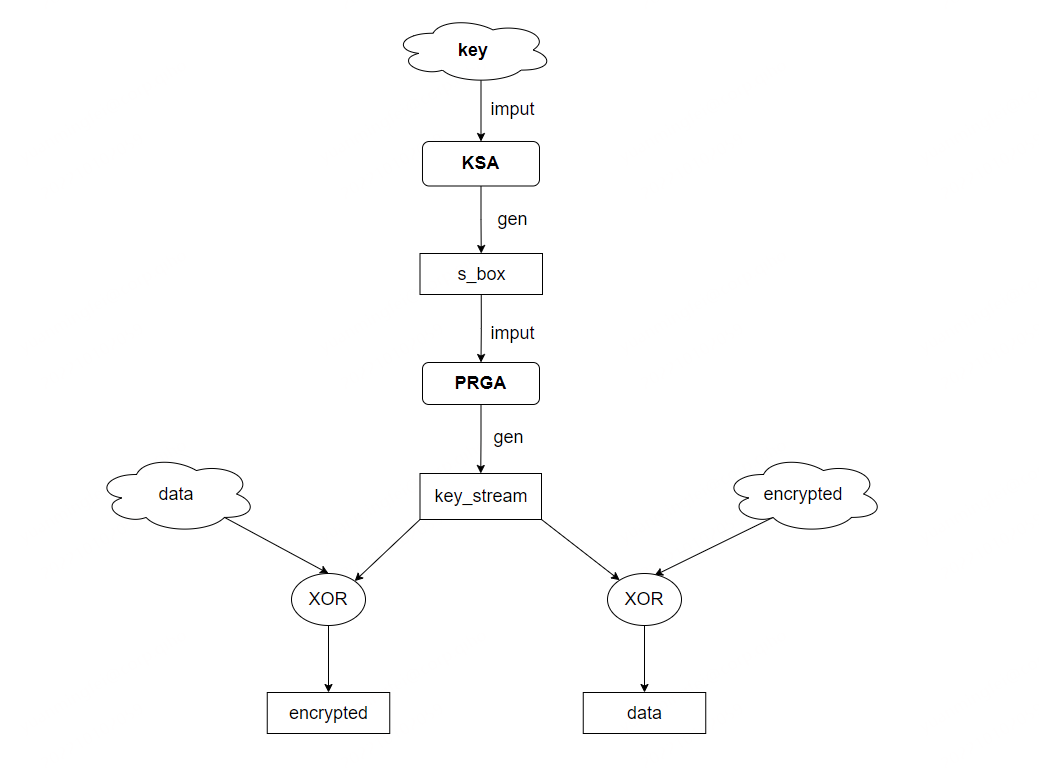 key
imput
KSA
gen
s_box
imput
PRGA
gen
data
key_stream
encrypted
XOR
XOR
encrypted
data